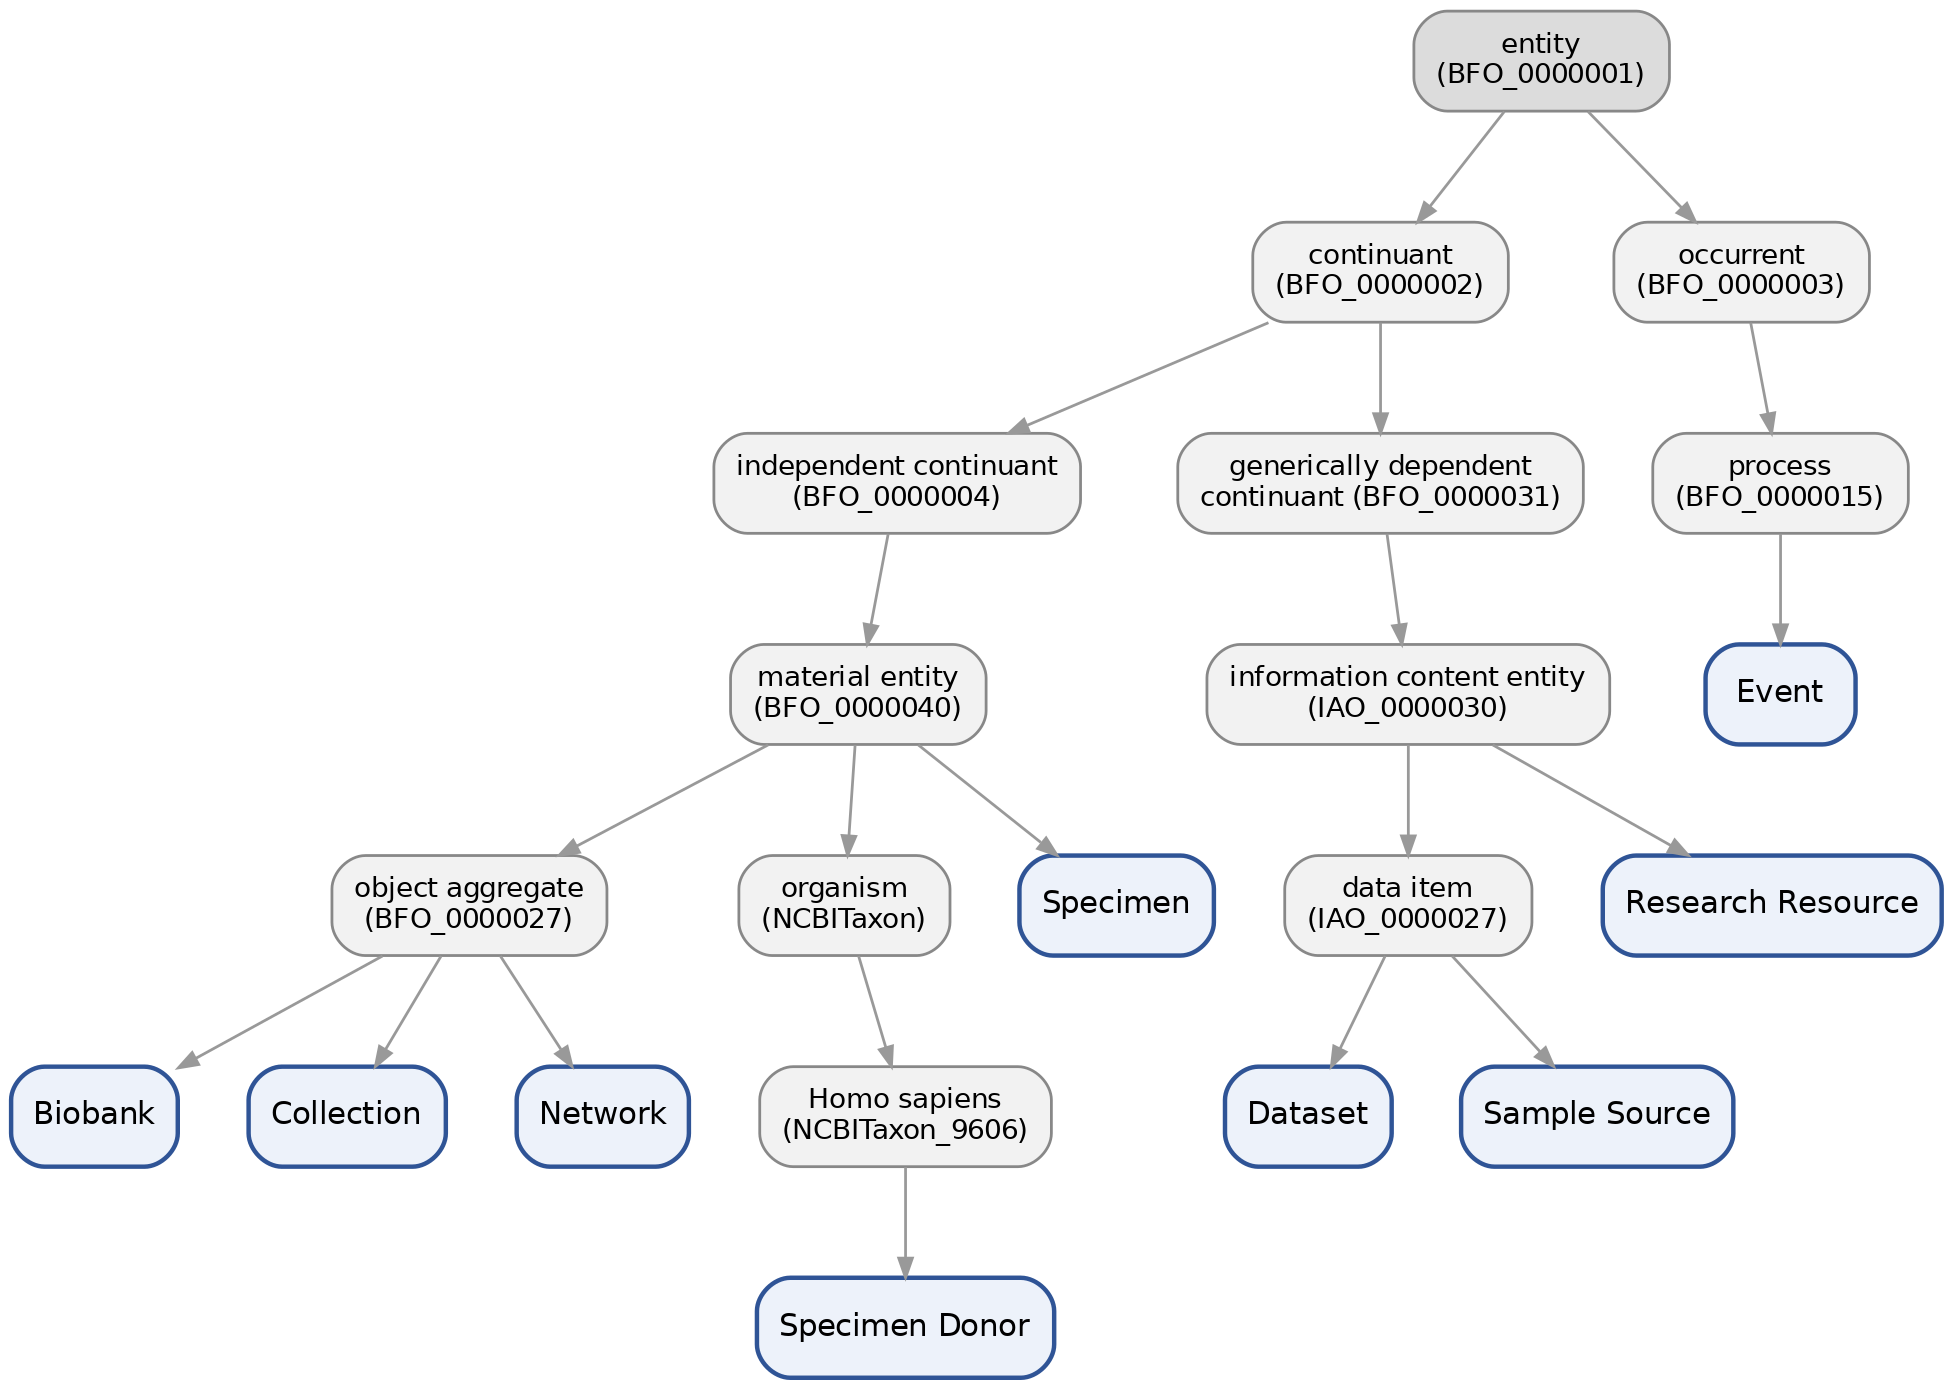 entity
(BFO_0000001)
continuant
(BFO_0000002)
occurrent
(BFO_0000003)
independent continuant
(BFO_0000004)
generically dependent
continuant (BFO_0000031)
process
(BFO_0000015)
material entity
(BFO_0000040)
information content entity
(IAO_0000030)
Event
object aggregate
(BFO_0000027)
organism
(NCBITaxon)
Specimen
data item
(IAO_0000027)
Research Resource
Biobank
Collection
Network
Homo sapiens
(NCBITaxon_9606)
Dataset
Sample Source
Specimen Donor